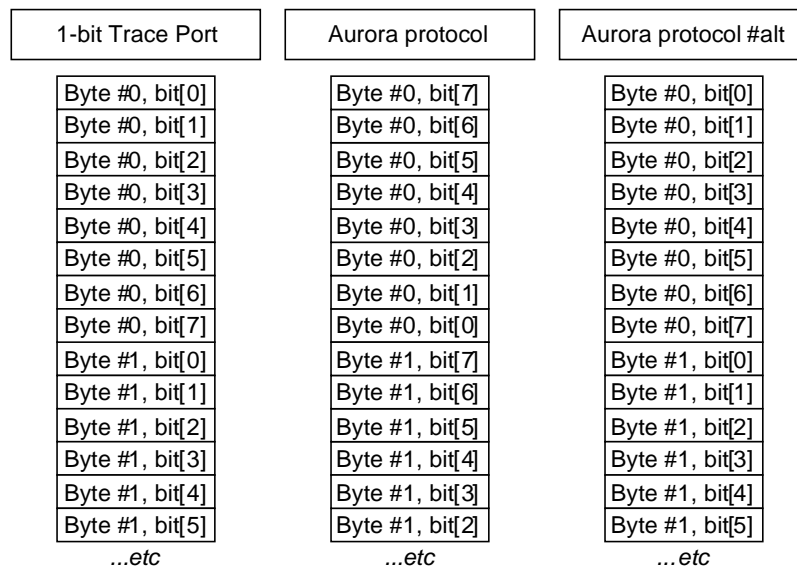 1-bit Trace Port Aurora protocol Aurora protocol #alt
Byte #0, bit[0] Byte #0, bit[7] Byte #0, bit[0]
Byte #0, bit[1] Byte #0, bit[6] Byte #0, bit[1]
Byte #0, bit[2] Byte #0, bit[5] Byte #0, bit[2]
Byte #0, bit[3] Byte #0, bit[4] Byte #0, bit[3]
Byte #0, bit[4] Byte #0, bit[3] Byte #0, bit[4]
Byte #0, bit[5] Byte #0, bit[2] Byte #0, bit[5]
Byte #0, bit[6] Byte #0, bit[1] Byte #0, bit[6]
Byte #0, bit[7] Byte #0, bit[0] Byte #0, bit[7]
Byte #1, bit[0] Byte #1, bit[7] Byte #1, bit[0]
Byte #1, bit[1] Byte #1, bit[6] Byte #1, bit[1]
Byte #1, bit[2] Byte #1, bit[5] Byte #1, bit[2]
Byte #1, bit[3] Byte #1, bit[4] Byte #1, bit[3]
Byte #1, bit[4] Byte #1, bit[3] Byte #1, bit[4]
Byte #1, bit[5] Byte #1, bit[2] Byte #1, bit[5]
...etc ...etc ...etc